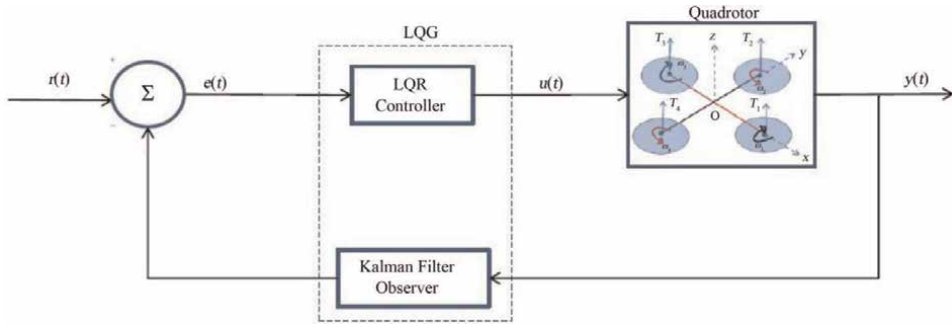 Quadrotor
LQG
r(t)
+
Σ
−
e(t)
LQR
Controller
u(t)
T₃
z
T₂
y
T₄
O
T₁
x
y(t)
Kalman Filter
Observer